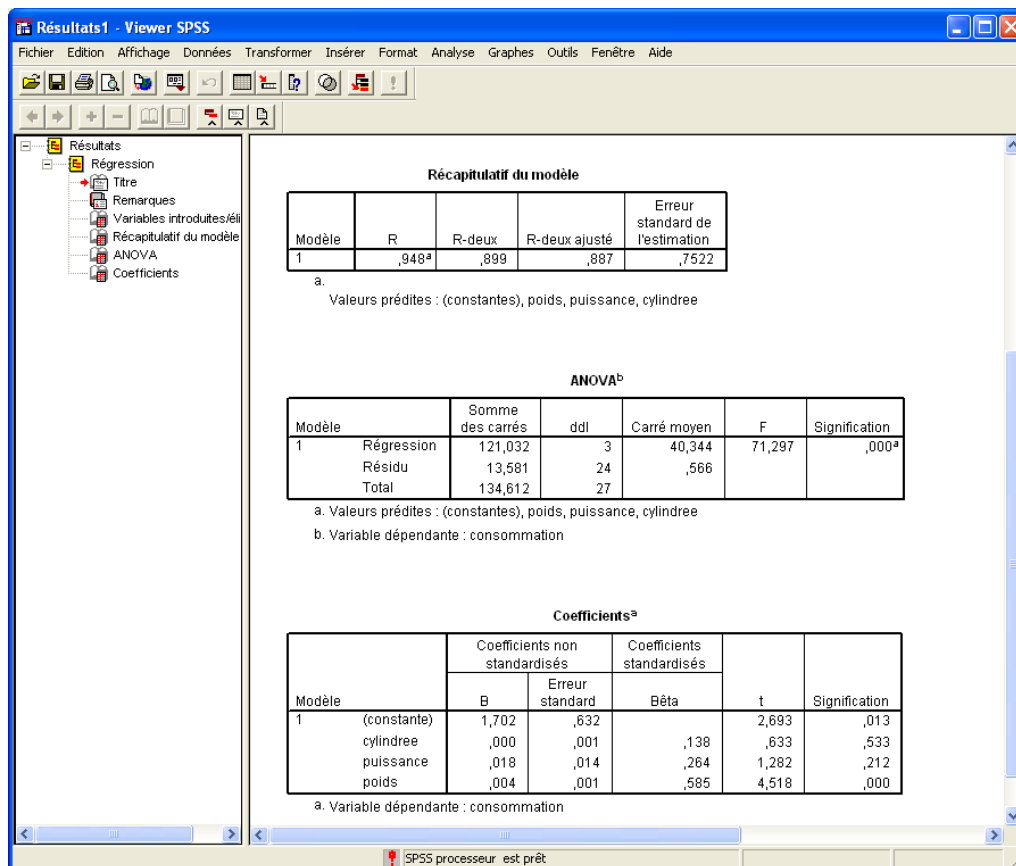 Résultats1 - Viewer SPSS
Fichier Edition Affichage Données Transformer Insérer Format Analyse Graphes Outils Fenêtre Aide
Résultats
Régression
Titre
Remarques
Variables introduites/éli
Récapitulatif du modèle
ANOVA
Coefficients
Récapitulatif du modèle
Modèle R R-deux R-deux ajusté Erreur standard de l'estimation
1 ,948a ,899 ,887 ,7522
a.
Valeurs prédites : (constantes), poids, puissance, cylindree
ANOVAb
Modèle Somme des carrés ddl Carré moyen F Signification
1 Régression 121,032 3 40,344 71,297 ,000a
Résidu 13,581 24 ,566
Total 134,612 27
a. Valeurs prédites : (constantes), poids, puissance, cylindree
b. Variable dépendante : consommation
Coefficientsa
Coefficients non standardisés Coefficients standardisés
Modèle B Erreur standard Bêta t Signification
1 (constante) 1,702 ,632 2,693 ,013
cylindree ,000 ,001 ,138 ,633 ,533
puissance ,018 ,014 ,264 1,282 ,212
poids ,004 ,001 ,585 4,518 ,000
a. Variable dépendante : consommation
SPSS processeur est prêt